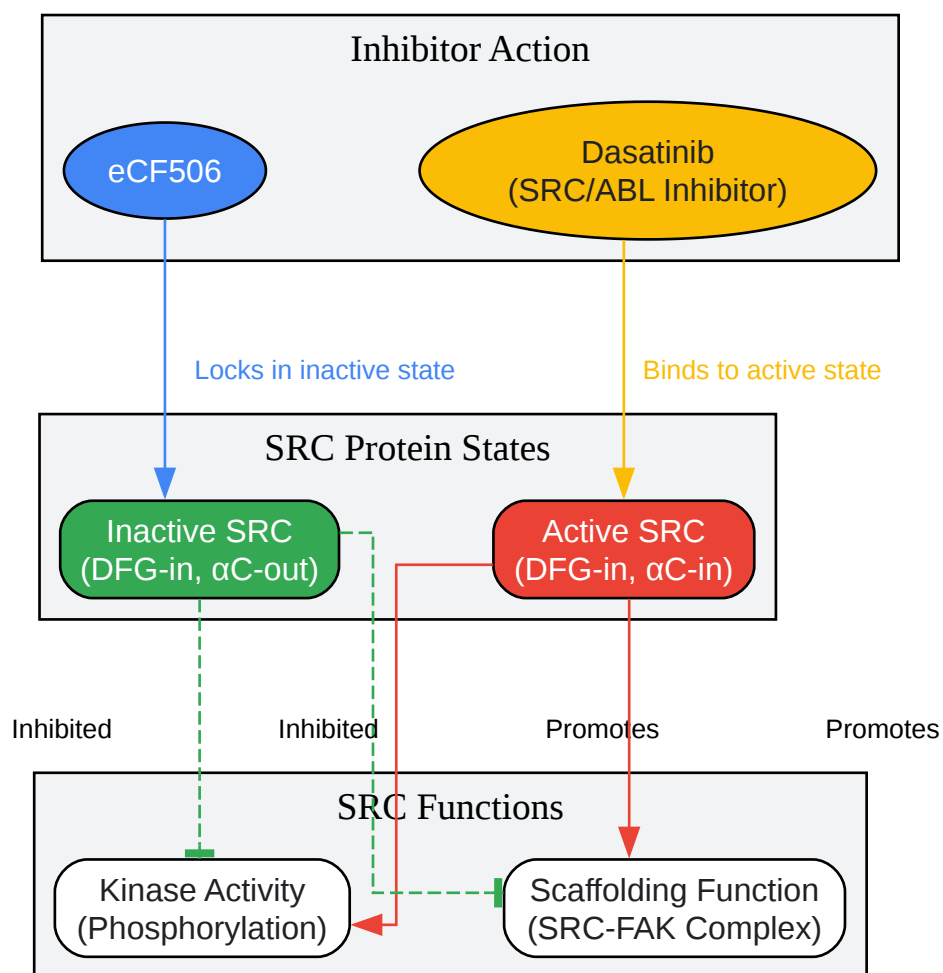 Inhibitor Action
eCF506
Dasatinib
(SRC/ABL Inhibitor)
Locks in inactive state
Binds to active state
SRC Protein States
Inactive SRC
(DFG-in, αC-out)
Active SRC
(DFG-in, αC-in)
Inhibited
Inhibited
Promotes
Promotes
SRC Functions
Kinase Activity
(Phosphorylation)
Scaffolding Function
(SRC-FAK Complex)